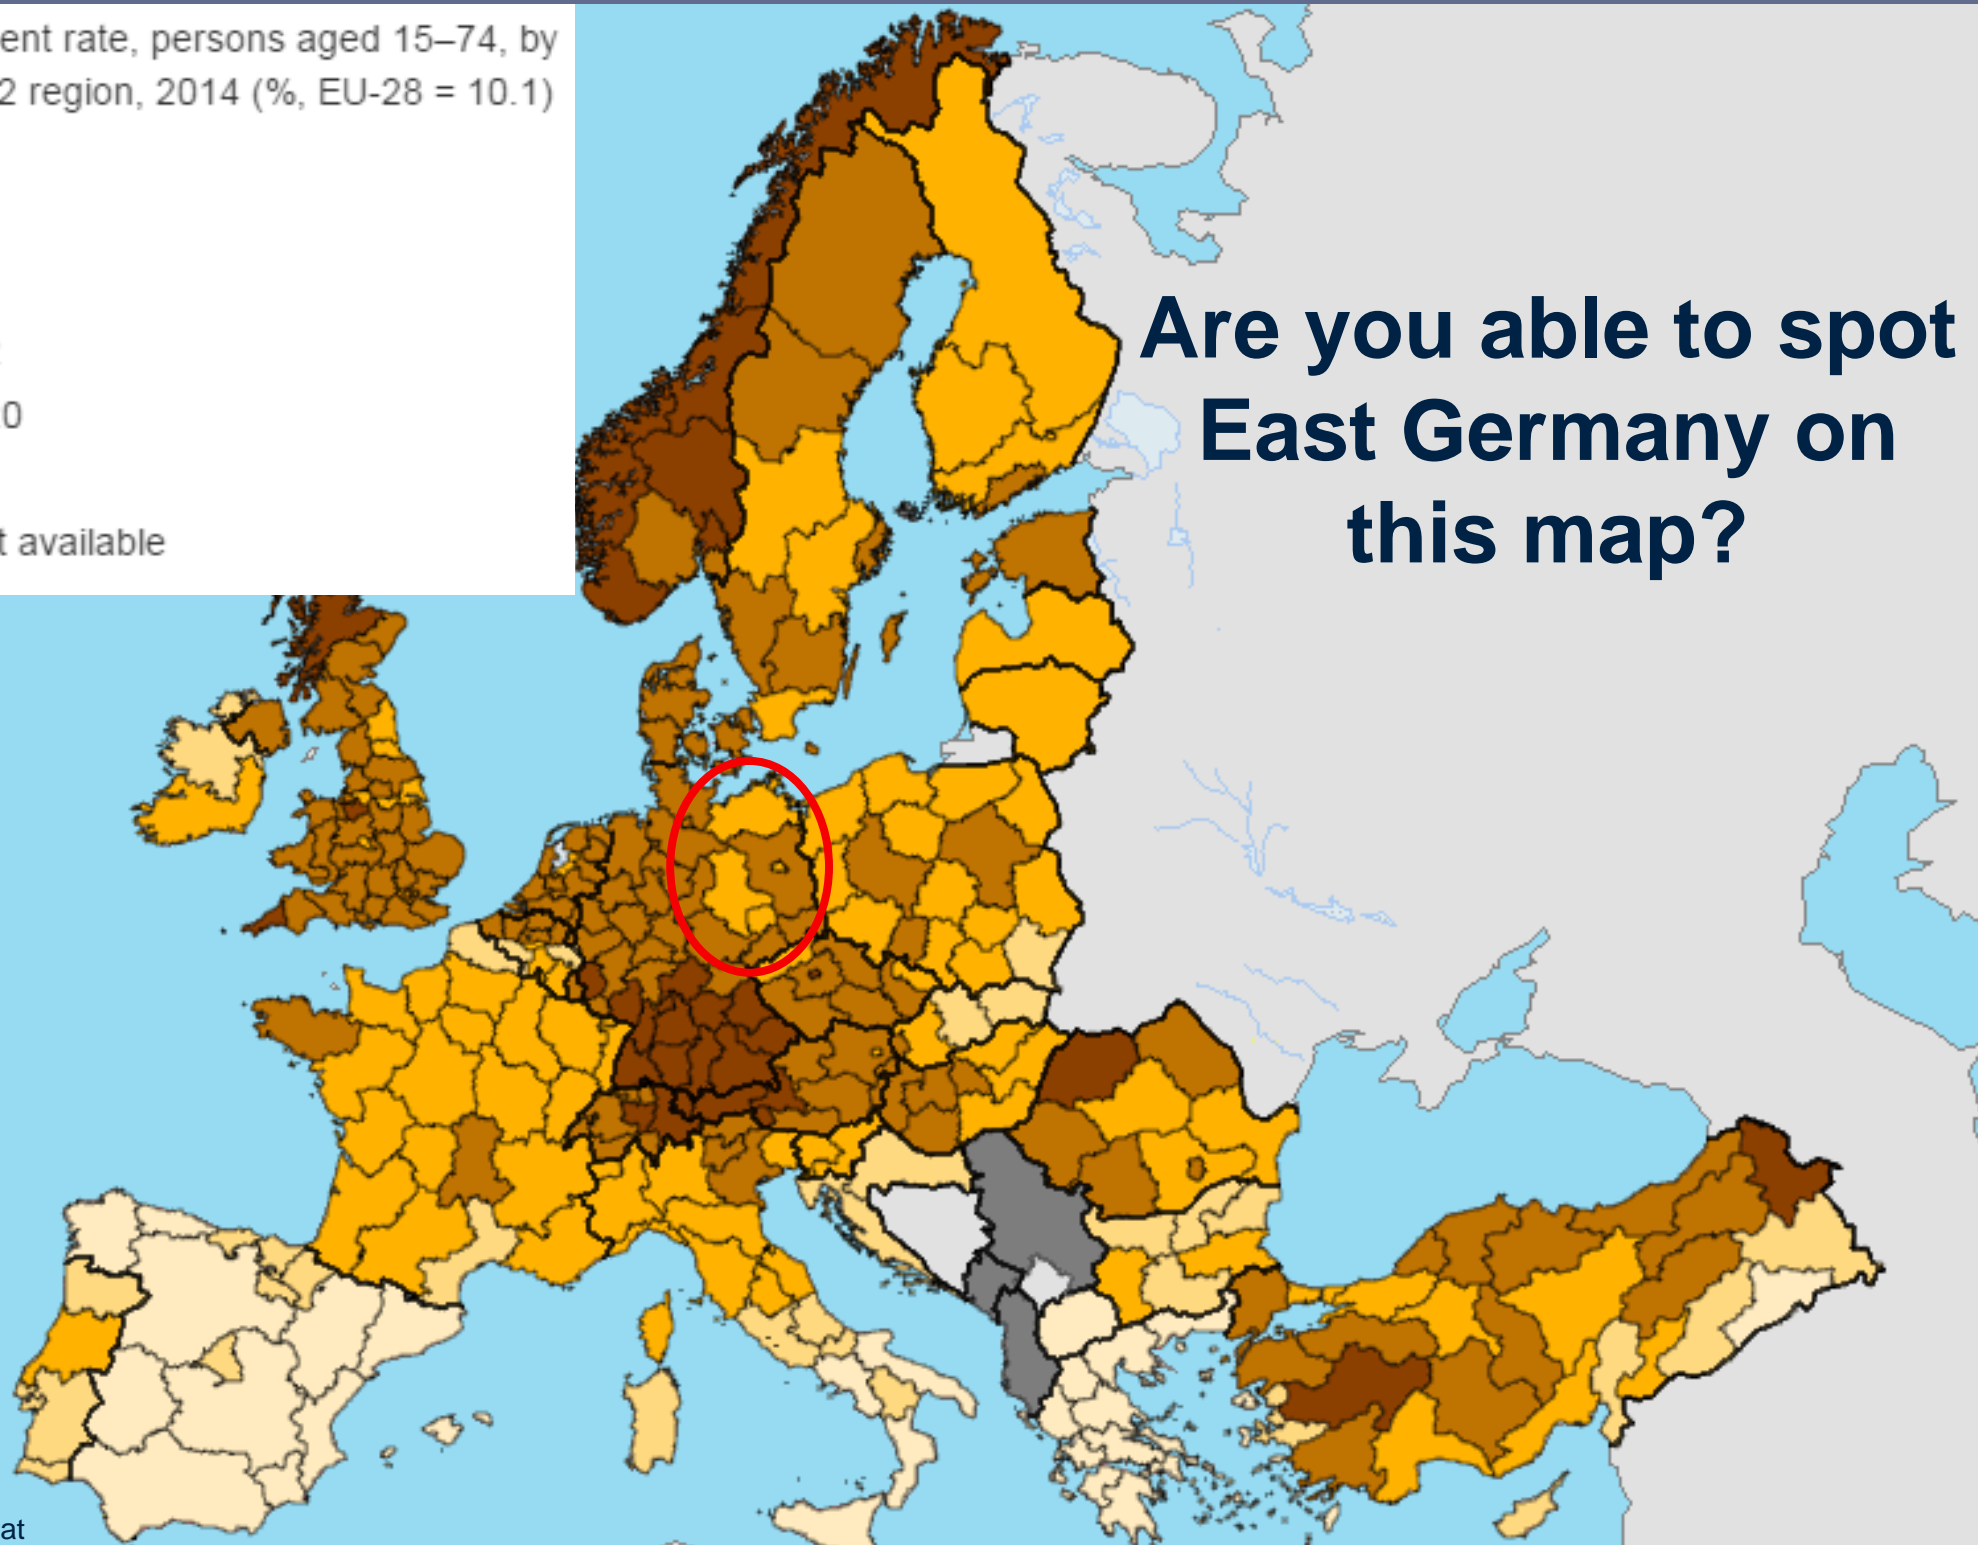 ent rate, persons aged 15–74, by
2 region, 2014 (%, EU-28 = 10.1)
0
t available
Are you able to spot
East Germany on
this map?
at